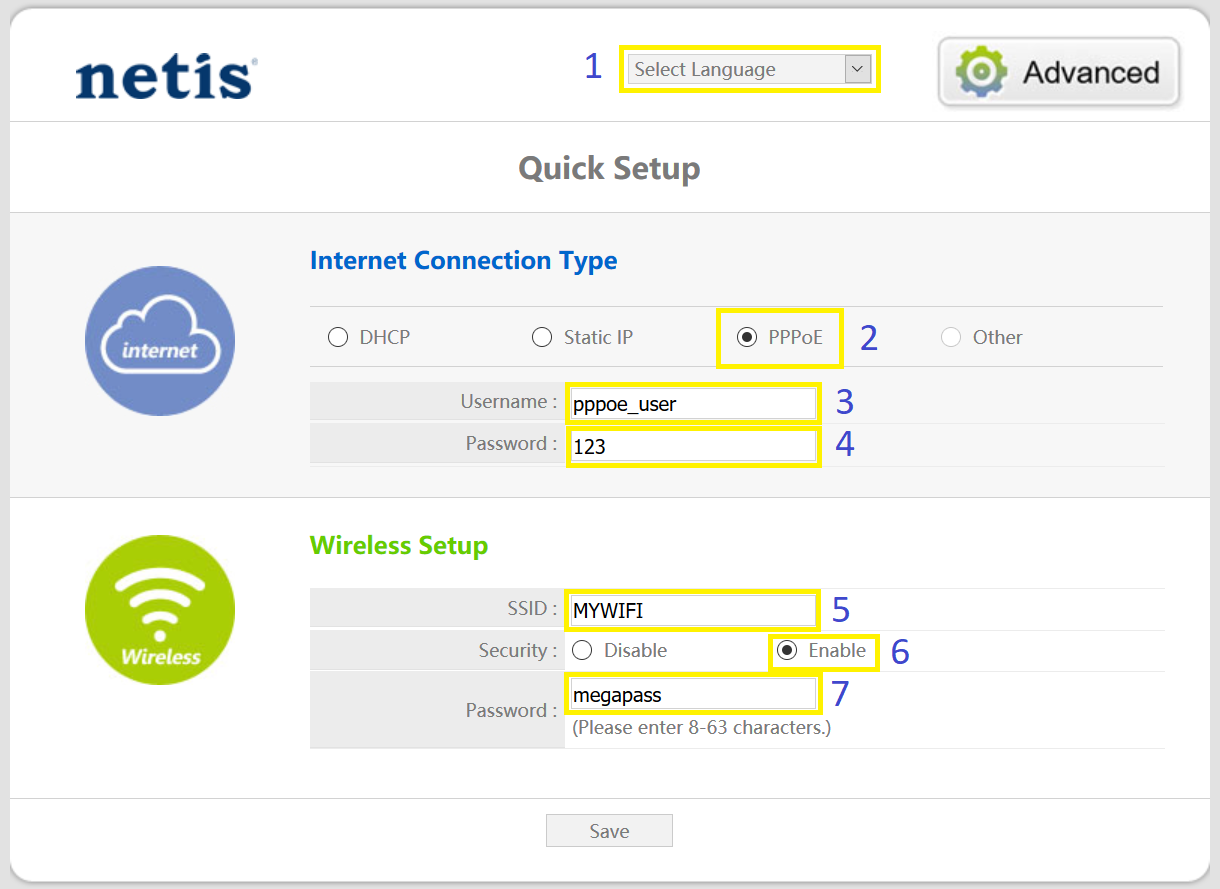 netis
1 Select Language
Advanced
Quick Setup
internet
Internet Connection Type
DHCP Static IP PPPoE 2 Other
Username : pppoe_user 3
Password : 123 4
Wireless
Wireless Setup
SSID : MYWIFI 5
Security : Disable Enable 6
Password : megapass 7
(Please enter 8-63 characters.)
Save